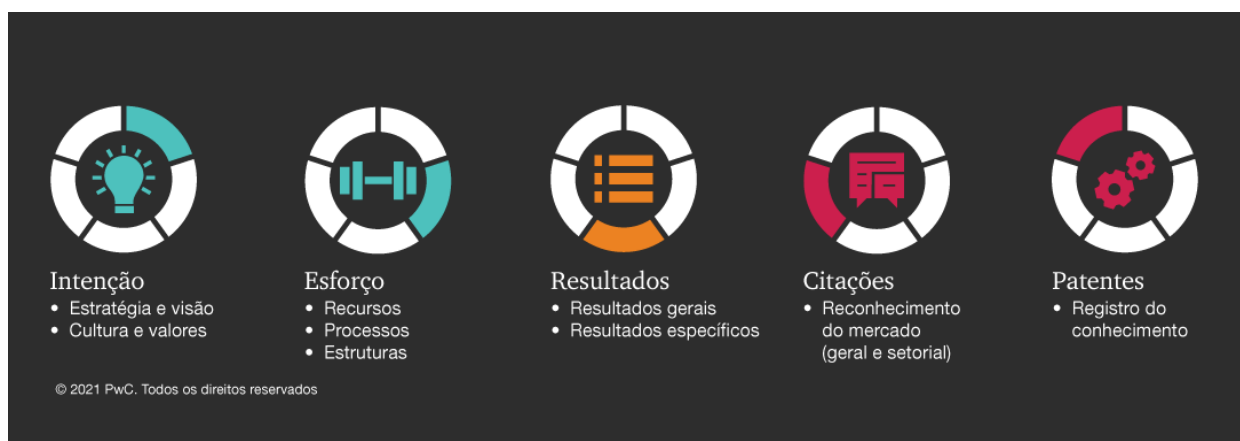 Intenção
• Estratégia e visão
• Cultura e valores
Esforço
• Recursos
• Processos
• Estruturas
Resultados
• Resultados gerais
• Resultados específicos
Citações
• Reconhecimento
do mercado
(geral e setorial)
Patentes
• Registro do
conhecimento
© 2021 PwC. Todos os direitos reservados